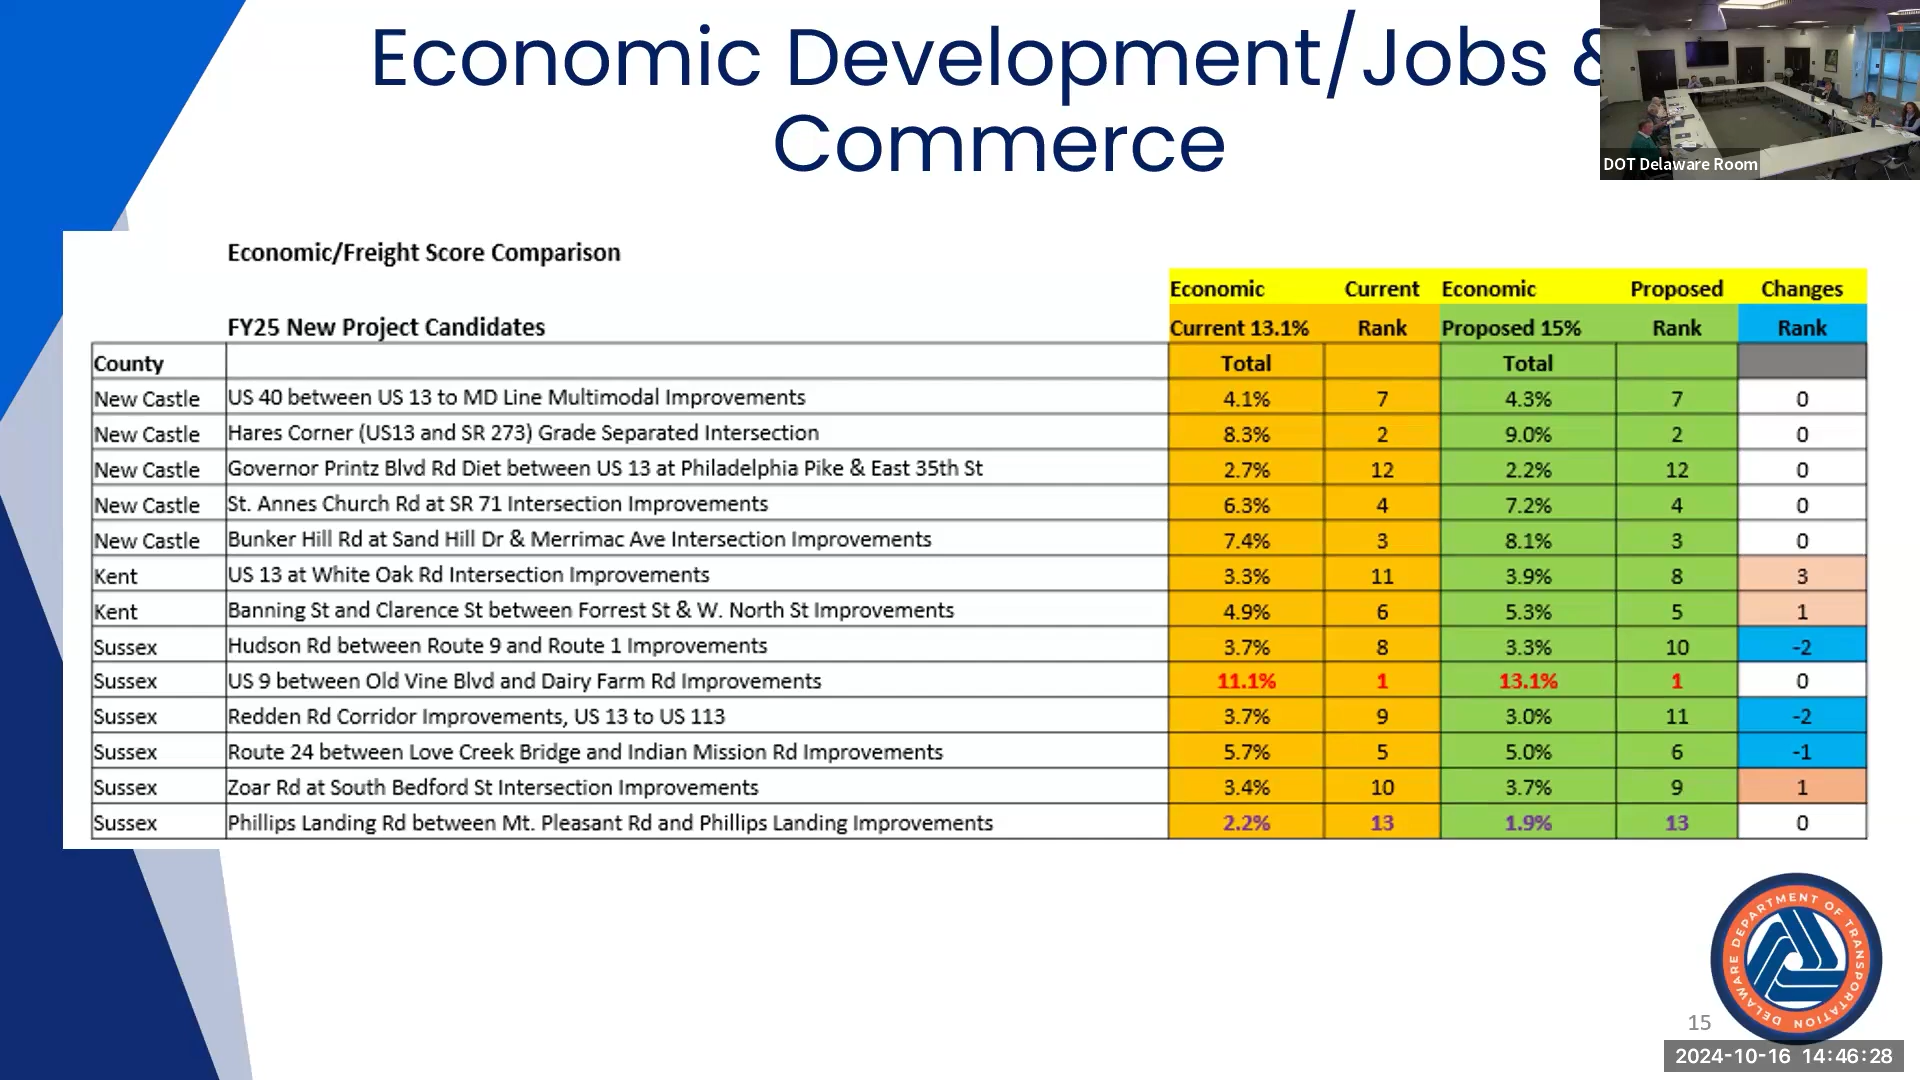 Economic Development/Jobs &
Commerce
DOT Delaware Room
Economic/Freight Score Comparison
Economic Current Economic Proposed Changes
FY25 New Project Candidates Current 13.1% Rank Proposed 15% Rank Rank
County Total Total
New Castle US 40 between US 13 to MD Line Multimodal Improvements 4.1% 7 4.3% 7 0
New Castle Hares Corner (US13 and SR 273) Grade Separated Intersection 8.3% 2 9.0% 2 0
New Castle Governor Printz Blvd Rd Diet between US 13 at Philadelphia Pike & East 35th St 2.7% 12 2.2% 12 0
New Castle St. Annes Church Rd at SR 71 Intersection Improvements 6.3% 4 7.2% 4 0
New Castle Bunker Hill Rd at Sand Hill Dr & Merrimac Ave Intersection Improvements 7.4% 3 8.1% 3 0
Kent US 13 at White Oak Rd Intersection Improvements 3.3% 11 3.9% 8 3
Kent Banning St and Clarence St between Forrest St & W. North St Improvements 4.9% 6 5.3% 5 1
Sussex Hudson Rd between Route 9 and Route 1 Improvements 3.7% 8 3.3% 10 -2
Sussex US 9 between Old Vine Blvd and Dairy Farm Rd Improvements 11.1% 1 13.1% 1 0
Sussex Redden Rd Corridor Improvements, US 13 to US 113 3.7% 9 3.0% 11 -2
Sussex Route 24 between Love Creek Bridge and Indian Mission Rd Improvements 5.7% 5 5.0% 6 -1
Sussex Zoar Rd at South Bedford St Intersection Improvements 3.4% 10 3.7% 9 1
Sussex Phillips Landing Rd between Mt. Pleasant Rd and Phillips Landing Improvements 2.2% 13 1.9% 13 0
DELAWARE DEPARTMENT OF TRANSPORTATION
15
2024-10-16 14:46:28